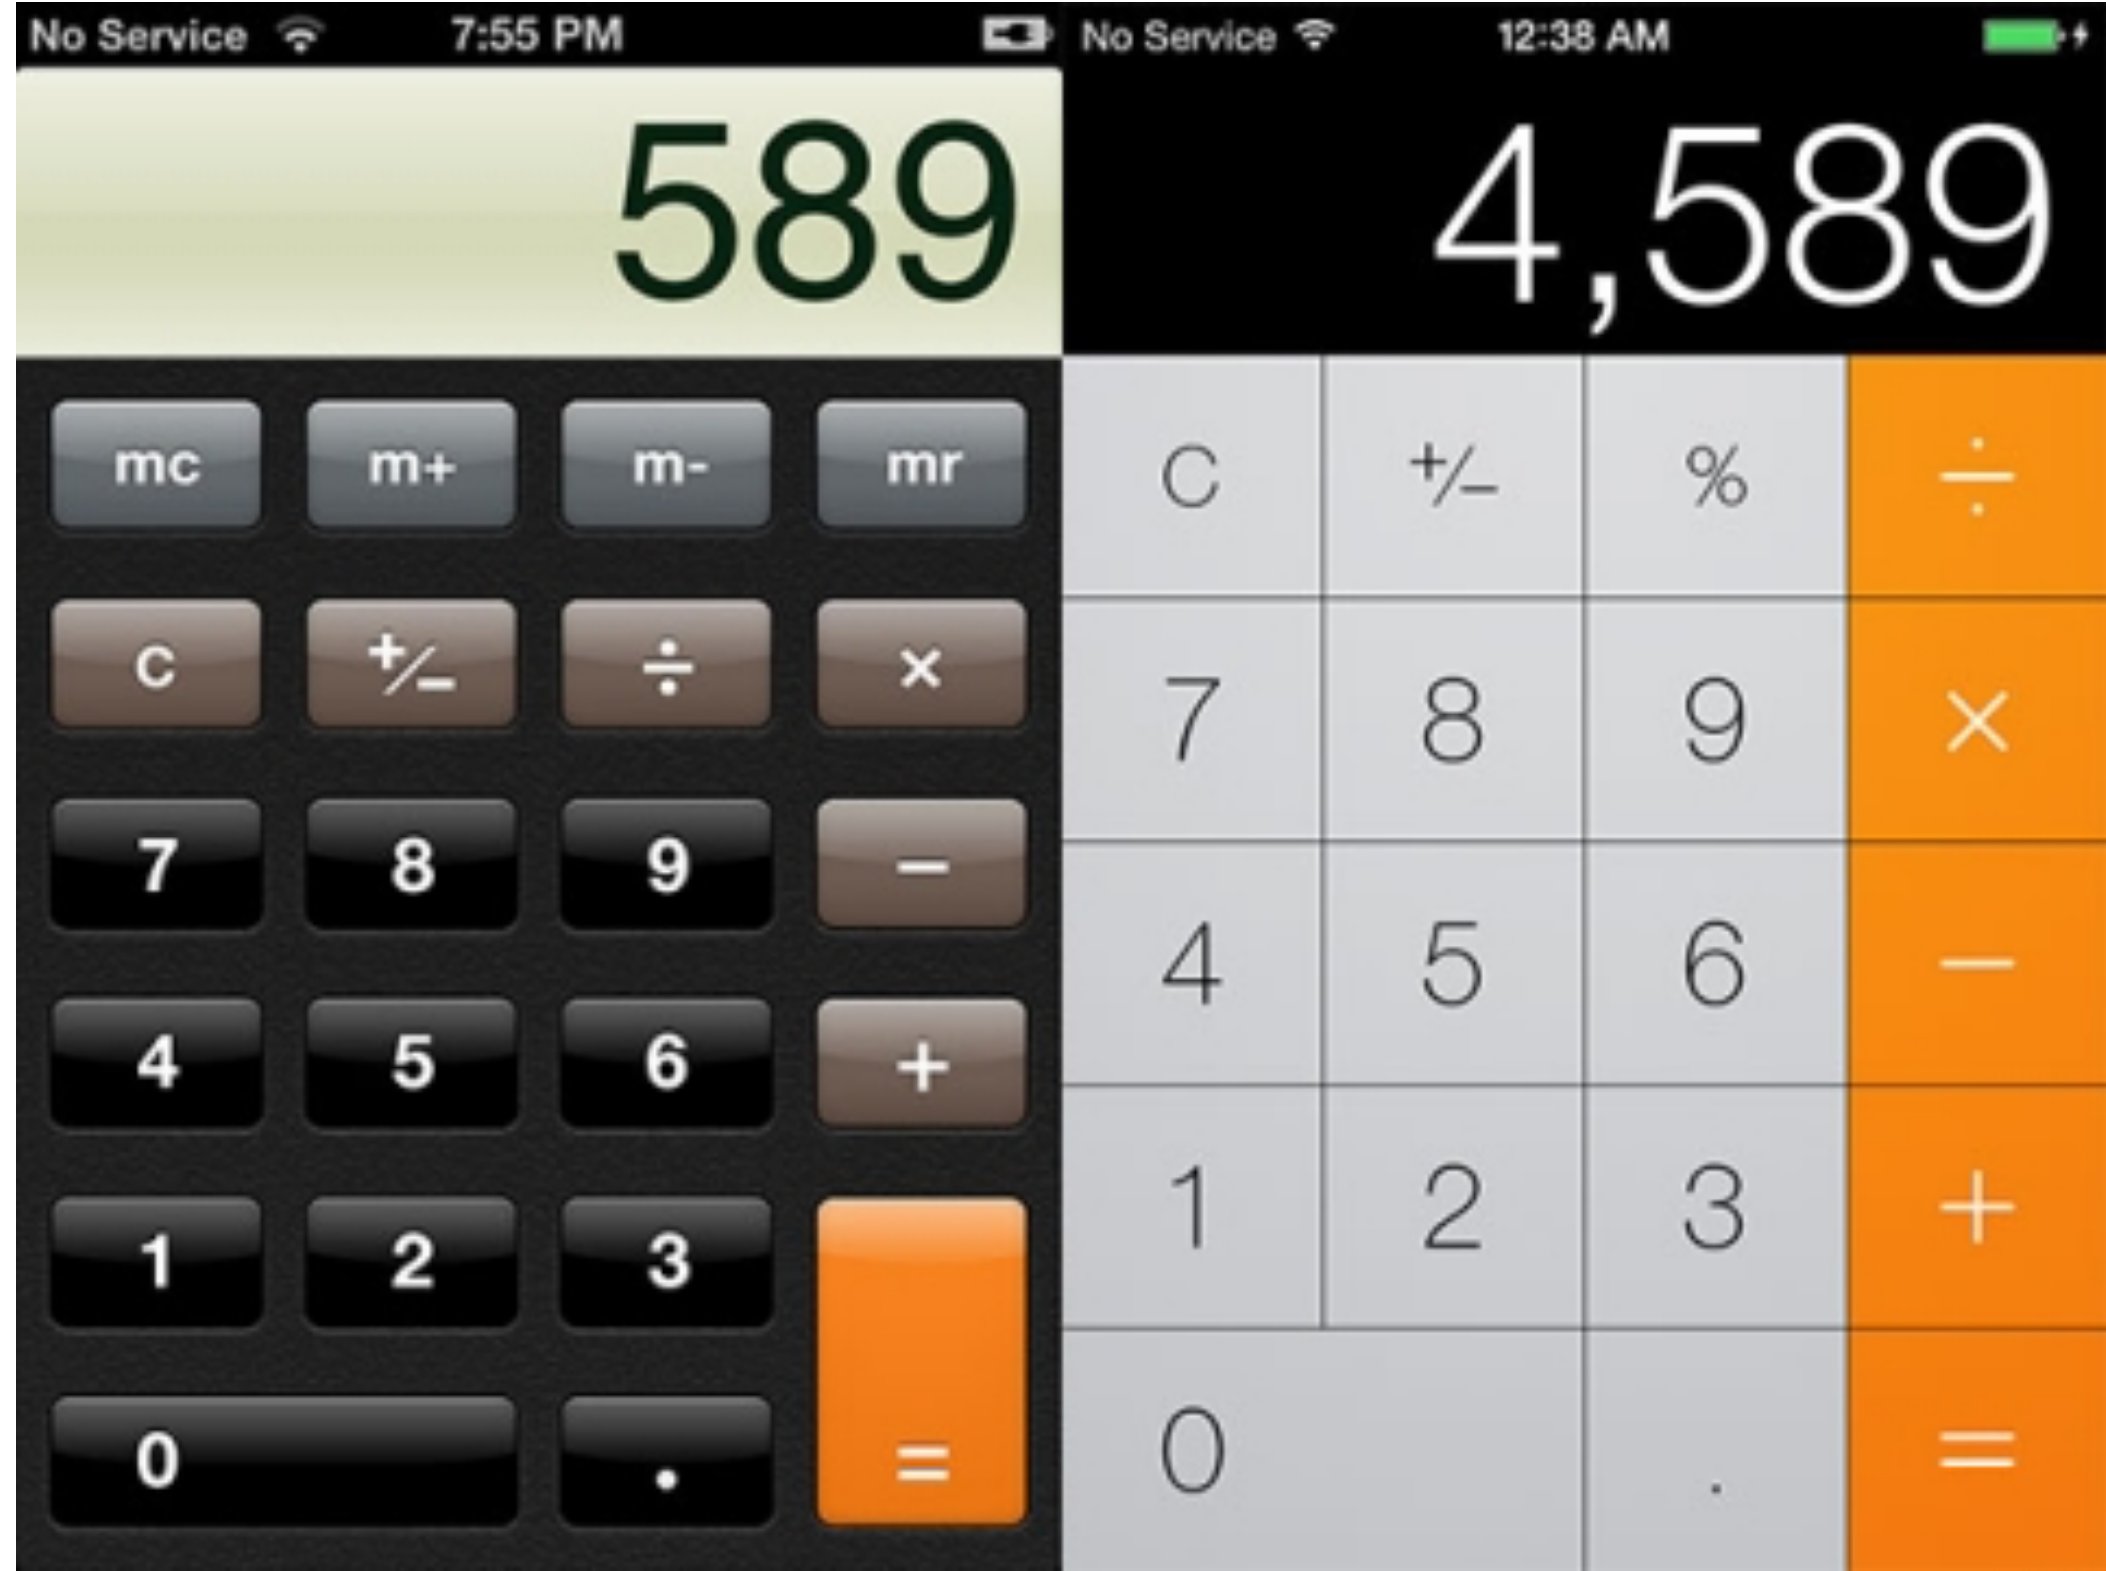 No Service 7:55 PM
589
mc m+ m- mr
C +/− ÷ ×
7 8 9 −
4 5 6 +
1 2 3
0 . =
No Service 12:38 AM
4,589
C +/− % ÷
7 8 9 ×
4 5 6 −
1 2 3 +
0 . =